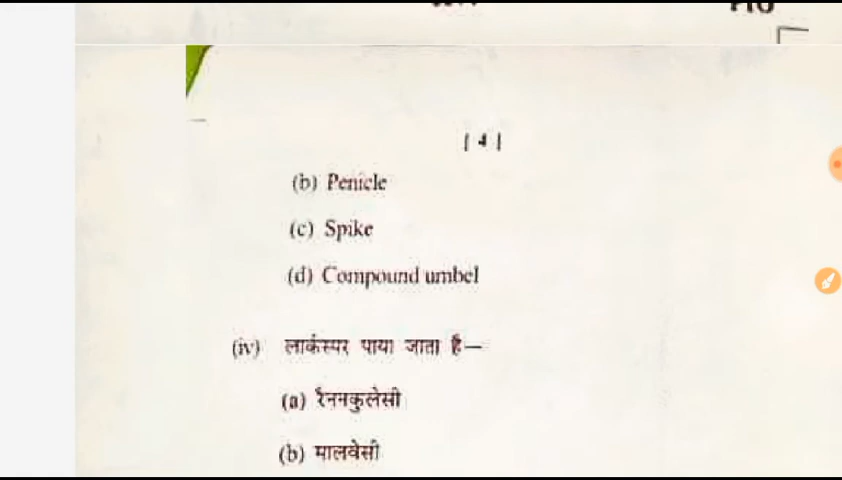 [ 4 ]
(b) Penicle
(c) Spike
(d) Compound umbel
(iv) लार्कस्पर पाया जाता है—
(a) रैननकुलेसी
(b) मालवेसी